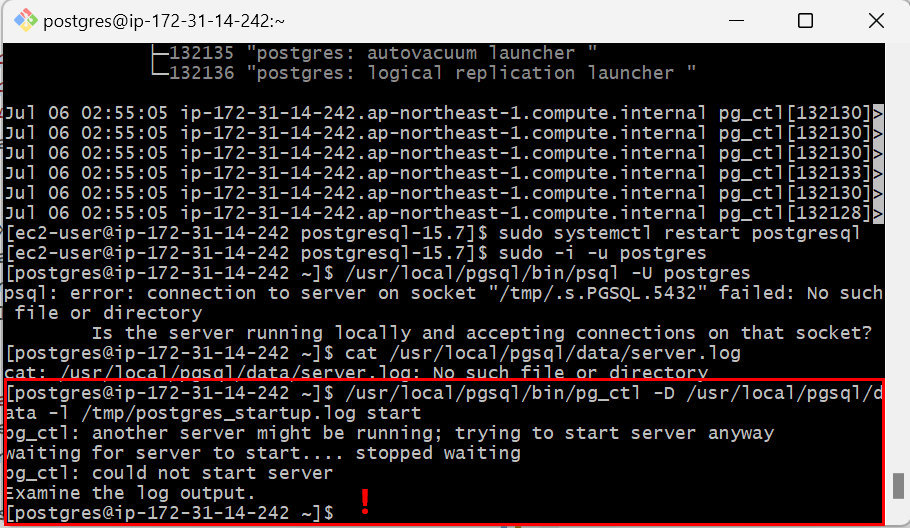 postgres@ip-172-31-14-242:~
├─132135 "postgres: autovacuum launcher "
└─132136 "postgres: logical replication launcher "
Jul 06 02:55:05 ip-172-31-14-242.ap-northeast-1.compute.internal pg_ctl[132130]>
Jul 06 02:55:05 ip-172-31-14-242.ap-northeast-1.compute.internal pg_ctl[132130]>
Jul 06 02:55:05 ip-172-31-14-242.ap-northeast-1.compute.internal pg_ctl[132130]>
Jul 06 02:55:05 ip-172-31-14-242.ap-northeast-1.compute.internal pg_ctl[132133]>
Jul 06 02:55:05 ip-172-31-14-242.ap-northeast-1.compute.internal pg_ctl[132130]>
Jul 06 02:55:05 ip-172-31-14-242.ap-northeast-1.compute.internal pg_ctl[132128]>
[ec2-user@ip-172-31-14-242 postgresql-15.7]$ sudo systemctl restart postgresql
[ec2-user@ip-172-31-14-242 postgresql-15.7]$ sudo -i -u postgres
[postgres@ip-172-31-14-242 ~]$ /usr/local/pgsql/bin/psql -U postgres
psql: error: connection to server on socket "/tmp/.s.PGSQL.5432" failed: No such
file or directory
Is the server running locally and accepting connections on that socket?
[postgres@ip-172-31-14-242 ~]$ cat /usr/local/pgsql/data/server.log
cat: /usr/local/pgsql/data/server.log: No such file or directory
[postgres@ip-172-31-14-242 ~]$ /usr/local/pgsql/bin/pg_ctl -D /usr/local/pgsql/d
ata -l /tmp/postgres_startup.log start
pg_ctl: another server might be running; trying to start server anyway
waiting for server to start.... stopped waiting
pg_ctl: could not start server
Examine the log output.
[postgres@ip-172-31-14-242 ~]$ !